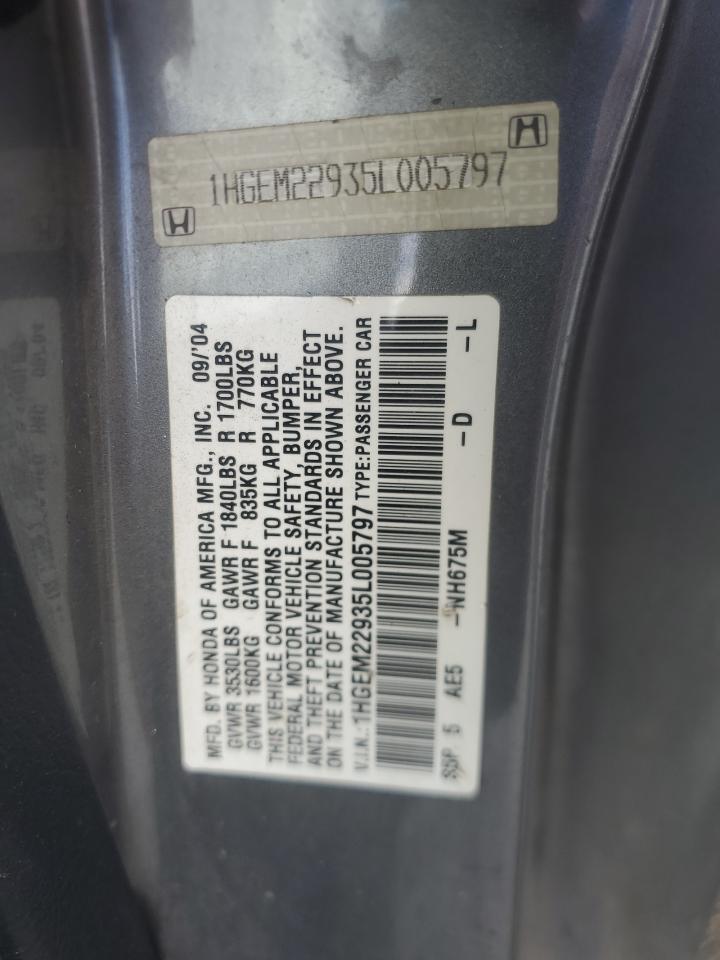 1HGEM22935L005797
MFD. BY HONDA OF AMERICA MFG., INC. 09/'04
GVWR 3530LBS GAWR F 1840LBS R 1700LBS
GVWR 1600KG GAWR F 835KG R 770KG
THIS VEHICLE CONFORMS TO ALL APPLICABLE
FEDERAL MOTOR VEHICLE SAFETY, BUMPER,
AND THEFT PREVENTION STANDARDS IN EFFECT
ON THE DATE OF MANUFACTURE SHOWN ABOVE.
V.I.N.: 1HGEM22935L005797 TYPE:PASSENGER CAR
S5P 5 AE5 -NH675M -D -L